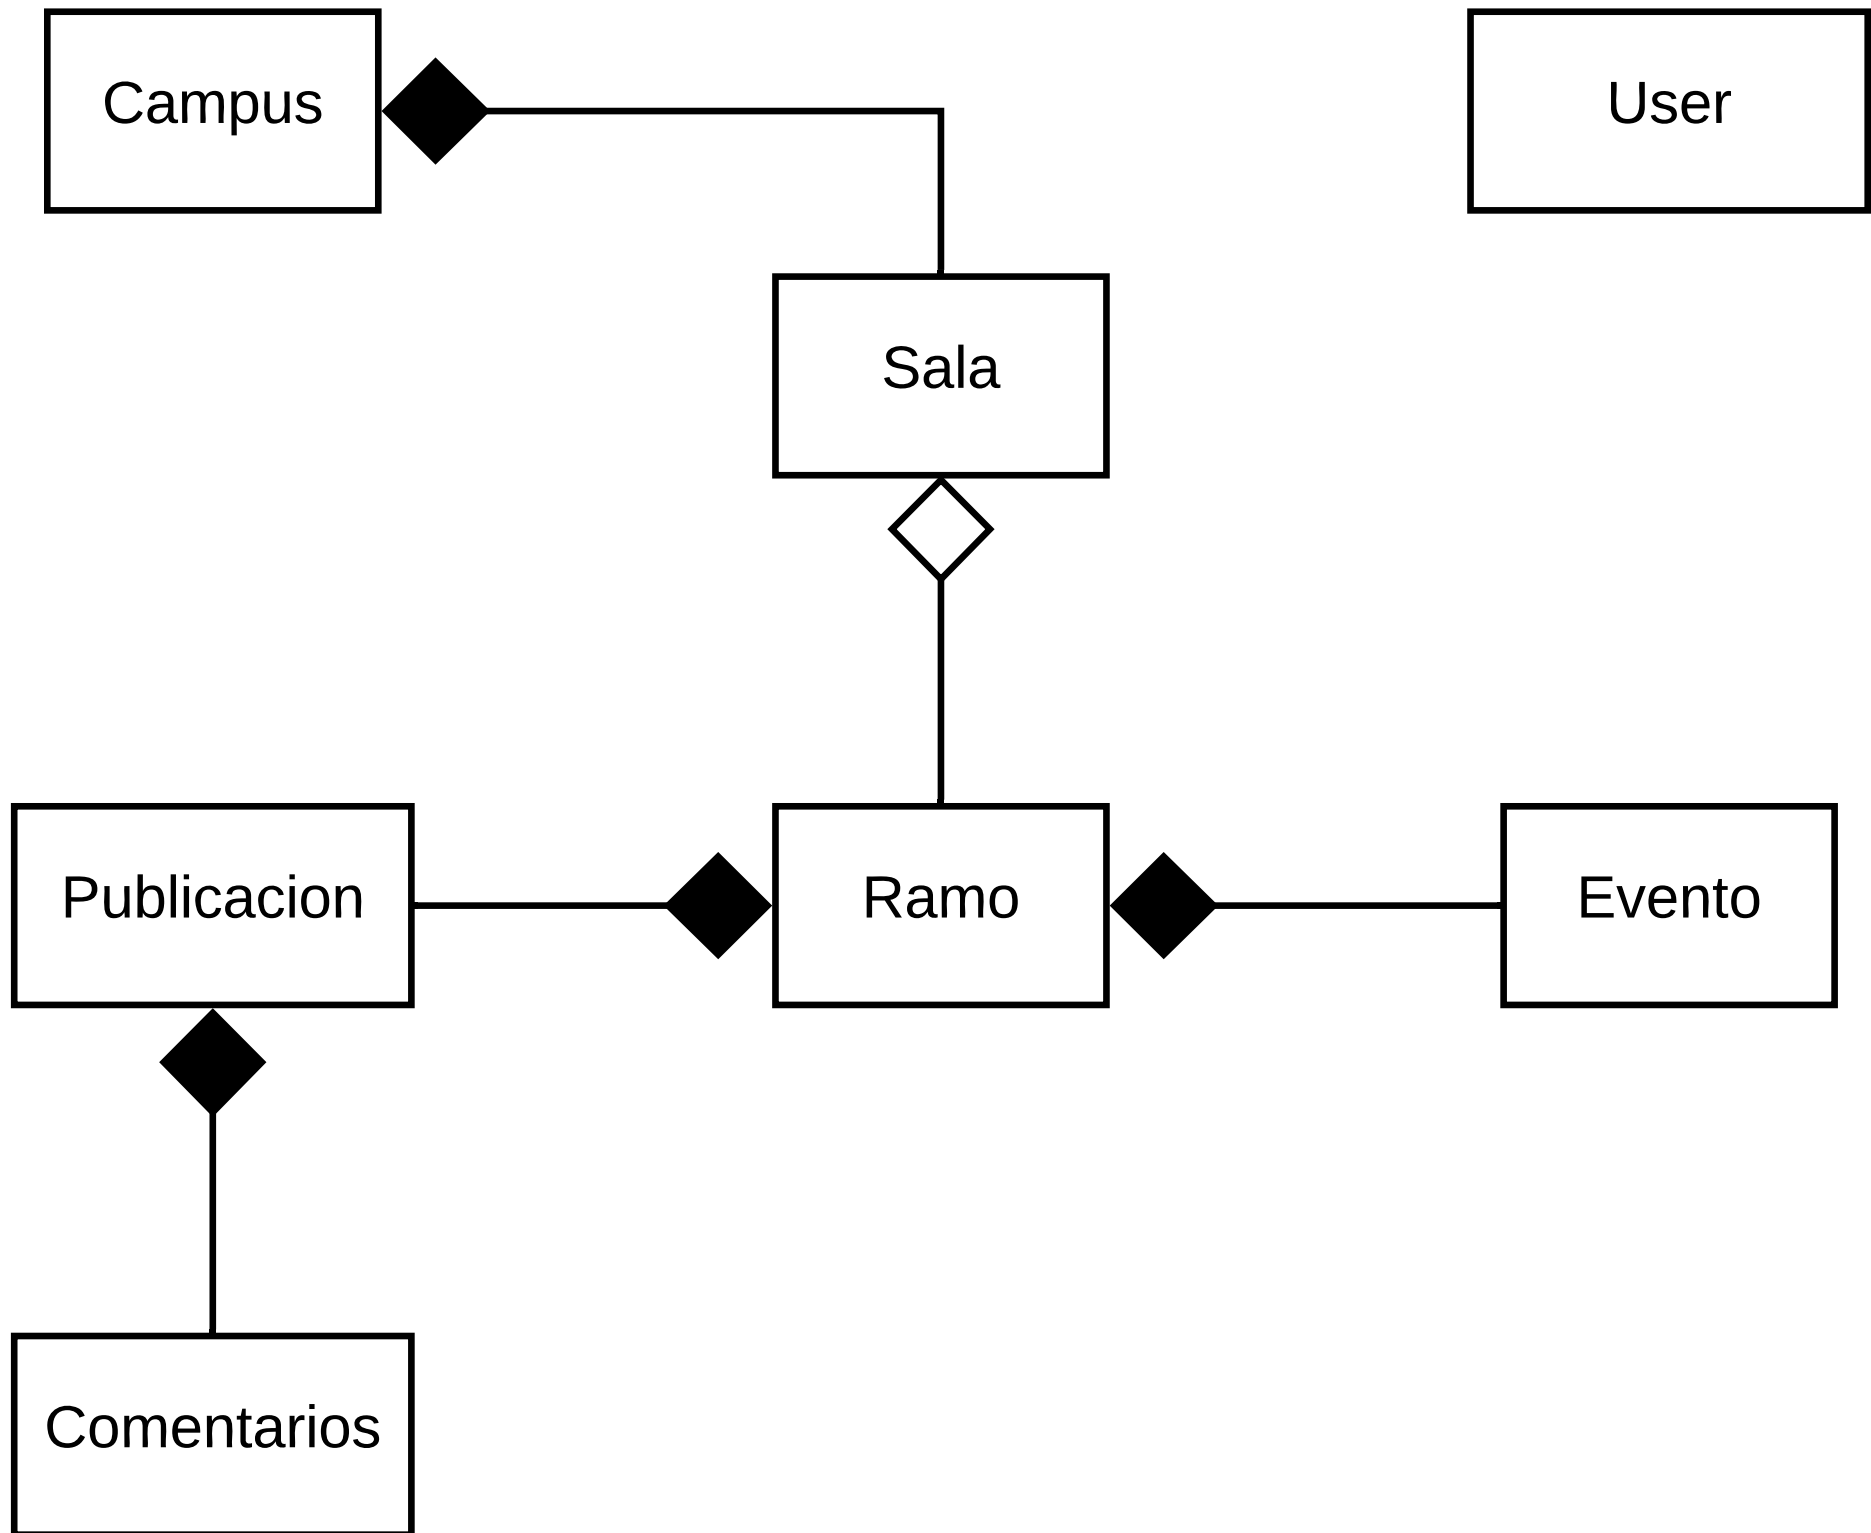 Campus
User
Sala
Publicacion
Ramo
Evento
Comentarios